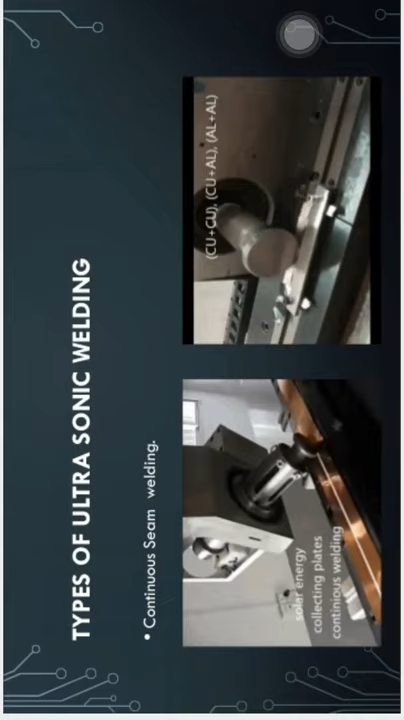 TYPES OF ULTRA SONIC WELDING
• Continuous Seam welding.
solar energy
collecting plates
continious welding
(CU+CU), (CU+AL), (AL+AL)